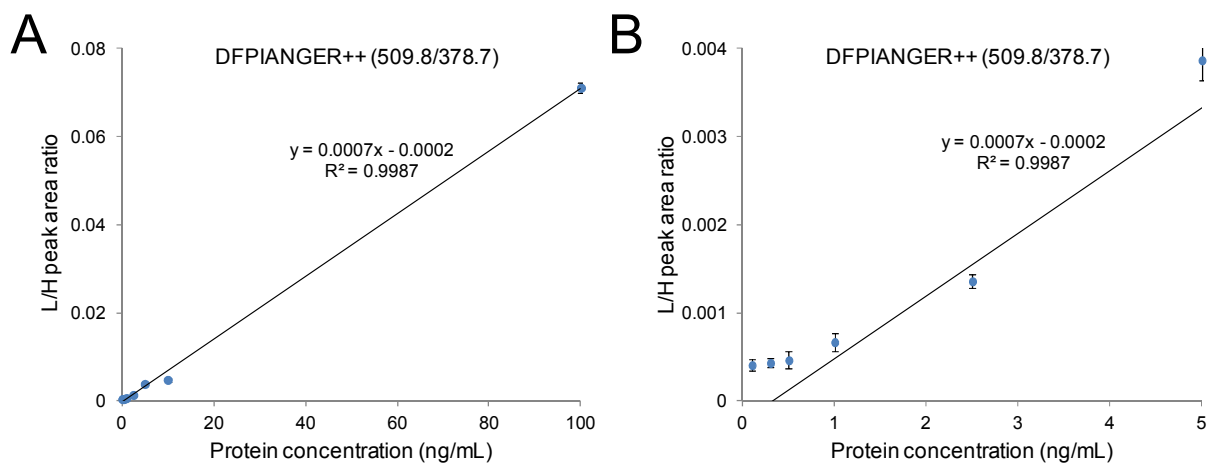 A
DFPIANGER++ (509.8/378.7)
y = 0.0007x - 0.0002
R² = 0.9987
L/H peak area ratio
0.08
0.06
0.04
0.02
0
0 20 40 60 80 100
Protein concentration (ng/mL)
B
DFPIANGER++ (509.8/378.7)
y = 0.0007x - 0.0002
R² = 0.9987
L/H peak area ratio
0.004
0.003
0.002
0.001
0
0 1 2 3 4 5
Protein concentration (ng/mL)